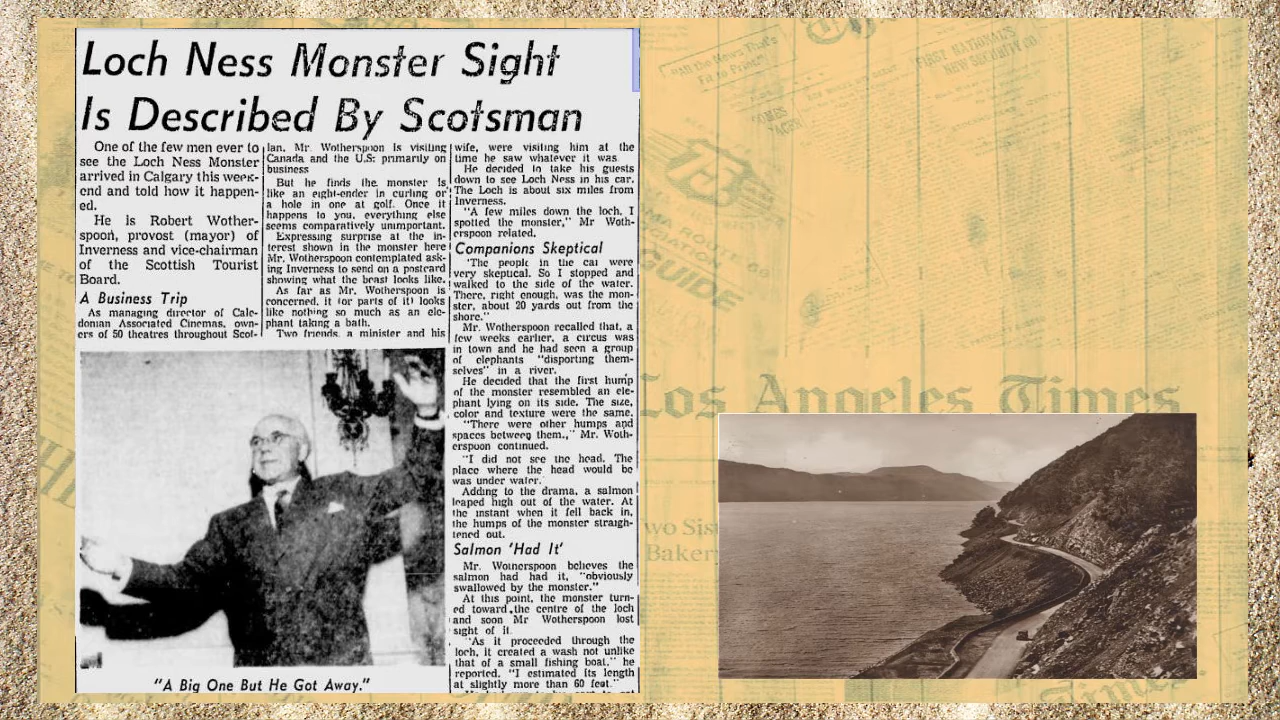 Loch Ness Monster Sight
Is Described By Scotsman
One of the few men ever to
see the Loch Ness Monster
arrived in Calgary this week-
end and told how it happen-
ed.
He is Robert Wother-
spoon, provost (mayor) of
Inverness and vice-chairman
of the Scottish Tourist
Board.
A Business Trip
As managing director of Cale-
donian Associated Cinemas, own-
ers of 50 theatres throughout Scot-
lan. Mr. Wotherspoon is visiting
Canada and the U.S. primarily on
business
But he finds the monster is
like an eight-ender in curling or
a hole in one at golf. Once it
happens to you, everything else
seems comparatively unimportant.
Expressing surprise at the in-
terest shown in the monster here
Mr. Wotherspoon contemplated ask-
ing Inverness to send on a postcard
showing what the beast looks like.
As far as Mr. Wotherspoon is
concerned, it (or parts of it) looks
like nothing so much as an ele-
phant taking a bath.
Two friends, a minister and his
wife, were visiting him at the
time he saw whatever it was
He decided to take his guests
down to see Loch Ness in his car.
The Loch is about six miles from
Inverness.
"A few miles down the loch, I
spotted the monster," Mr Woth-
erspoon related.
Companions Skeptical
"The people in the car were
very skeptical. So I stopped and
walked to the side of the water.
There, right enough, was the mon-
ster, about 20 yards out from the
shore."
Mr. Wotherspoon recalled that, a
few weeks earlier, a circus was
in town and he had seen a group
of elephants "disporting them-
selves" in a river.
He decided that the first hump
of the monster resembled an ele-
phant lying on its side. The size,
color and texture were the same.
"There were other humps and
spaces between them.," Mr. Woth-
erspoon continued.
"I did not see the head. The
place where the head would be
was under water.
Adding to the drama, a salmon
leaped high out of the water. At
the instant when it fell back in,
the humps of the monster straigh-
tened out.
Salmon 'Had It'
Mr. Wotherspoon believes the
salmon had had it, "obviously
swallowed by the monster."
At this point, the monster turn-
ed toward the centre of the loch
and soon Mr Wotherspoon lost
sight of it.
"As it proceeded through the
loch, it created a wash not unlike
that of a small fishing boat," he
reported. "I estimated its length
at slightly more than 60 feet."
"A Big One But He Got Away."
"All the News That's
Fit to Print"
FIRST NATIONAL'S
NEW SECURITY CO.
GUIDE
Los Angeles Times
Two Sis
Baker
Times